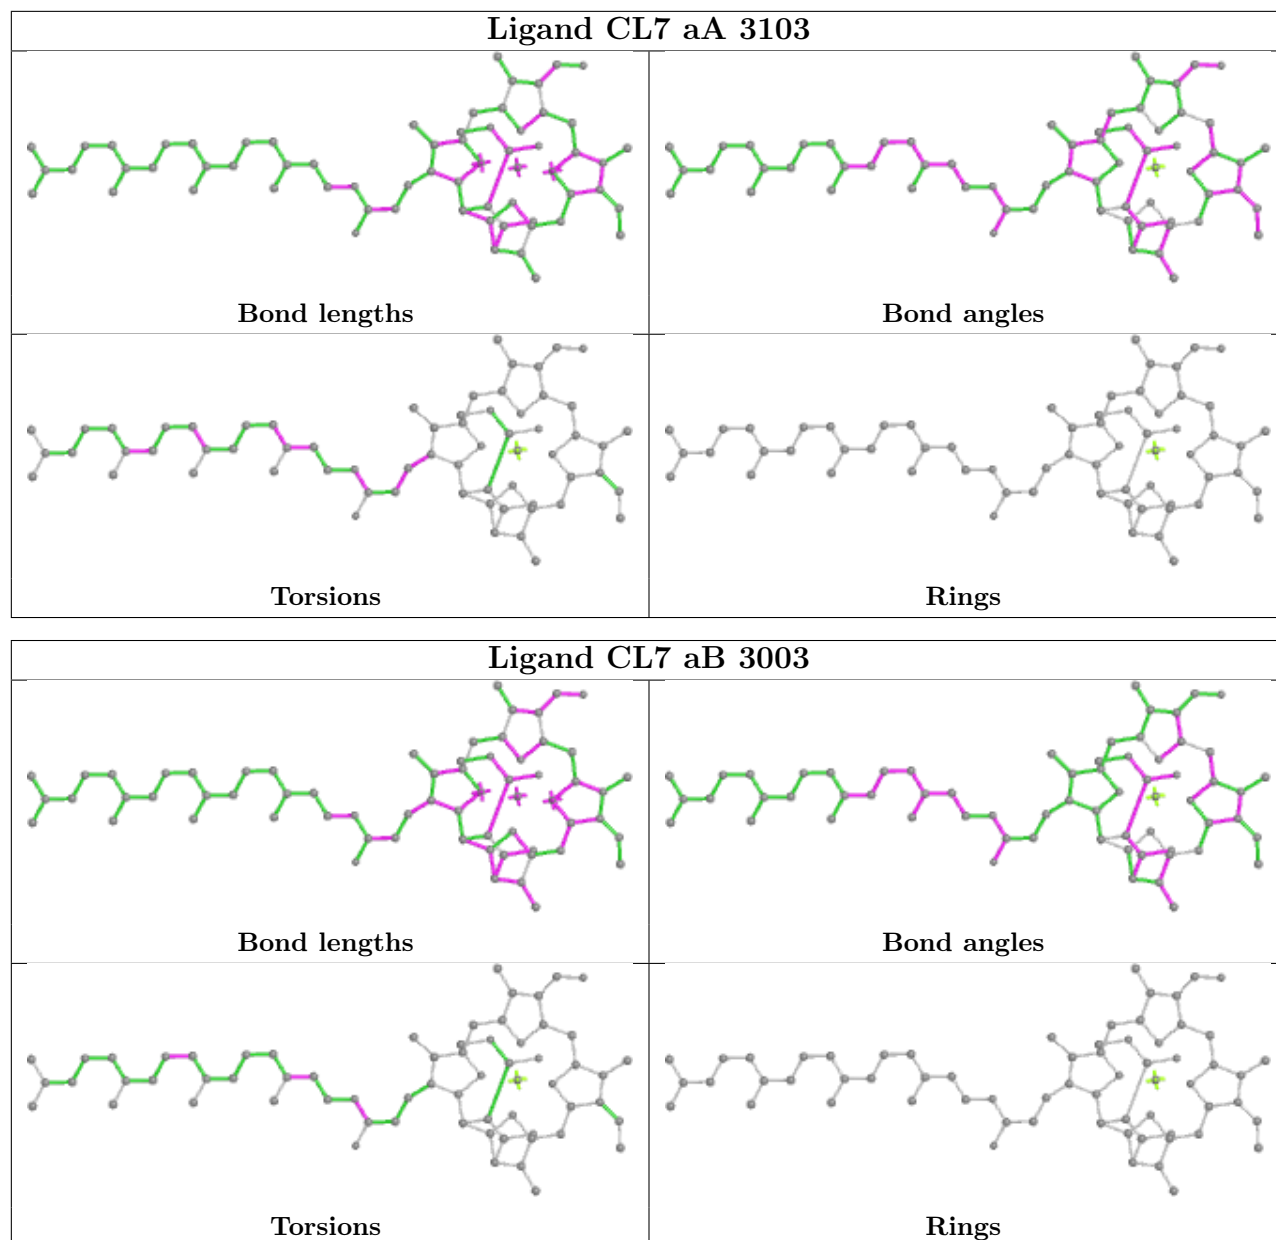 Ligand CL7 aA 3103
Bond lengths
Bond angles
Torsions
Rings
Ligand CL7 aB 3003
Bond lengths
Bond angles
Torsions
Rings